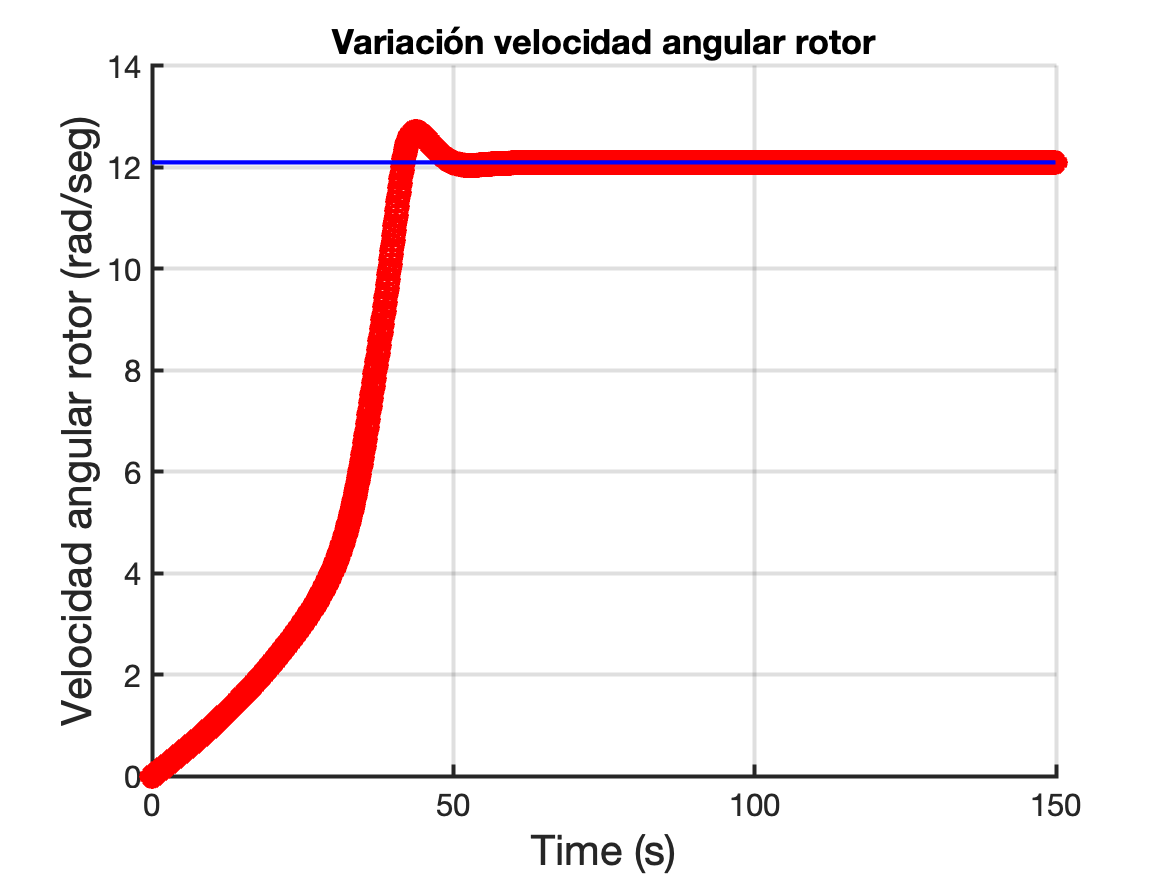 Variación velocidad angular rotor
Velocidad angular rotor (rad/seg)
14
12
10
8
6
4
2
0
0 50 100 150
Time (s)